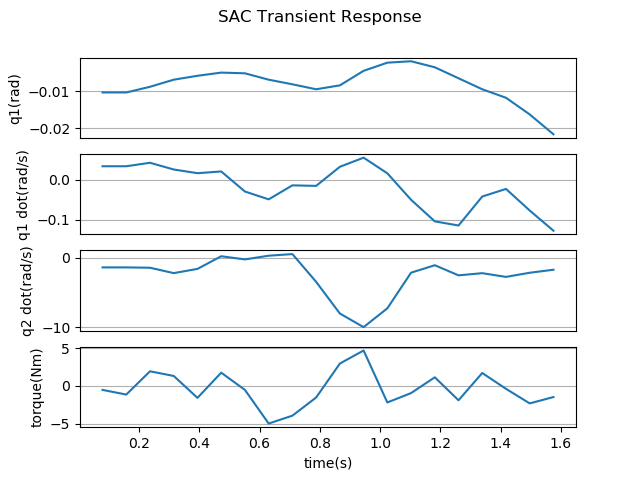 SAC Transient Response
q1(rad)
−0.01
−0.02
q1 dot(rad/s)
0.0
−0.1
q2 dot(rad/s)
0
−10
torque(Nm)
5
0
−5
0.2 0.4 0.6 0.8 1.0 1.2 1.4 1.6
time(s)